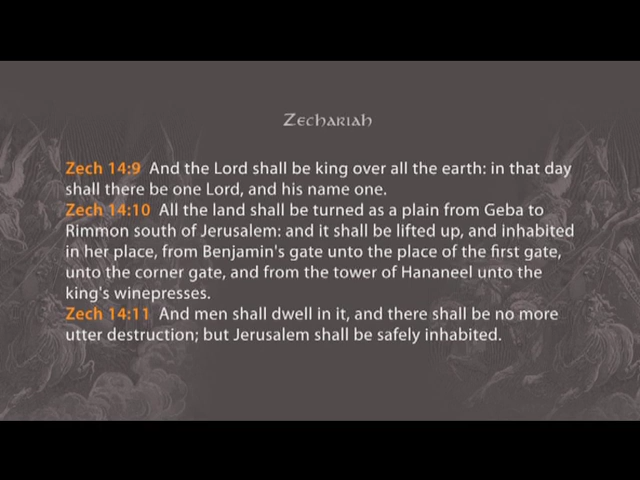 Zechariah
Zech 14:9 And the Lord shall be king over all the earth: in that day
shall there be one Lord, and his name one.
Zech 14:10 All the land shall be turned as a plain from Geba to
Rimmon south of Jerusalem: and it shall be lifted up, and inhabited
in her place, from Benjamin's gate unto the place of the first gate,
unto the corner gate, and from the tower of Hananeel unto the
king's winepresses.
Zech 14:11 And men shall dwell in it, and there shall be no more
utter destruction; but Jerusalem shall be safely inhabited.